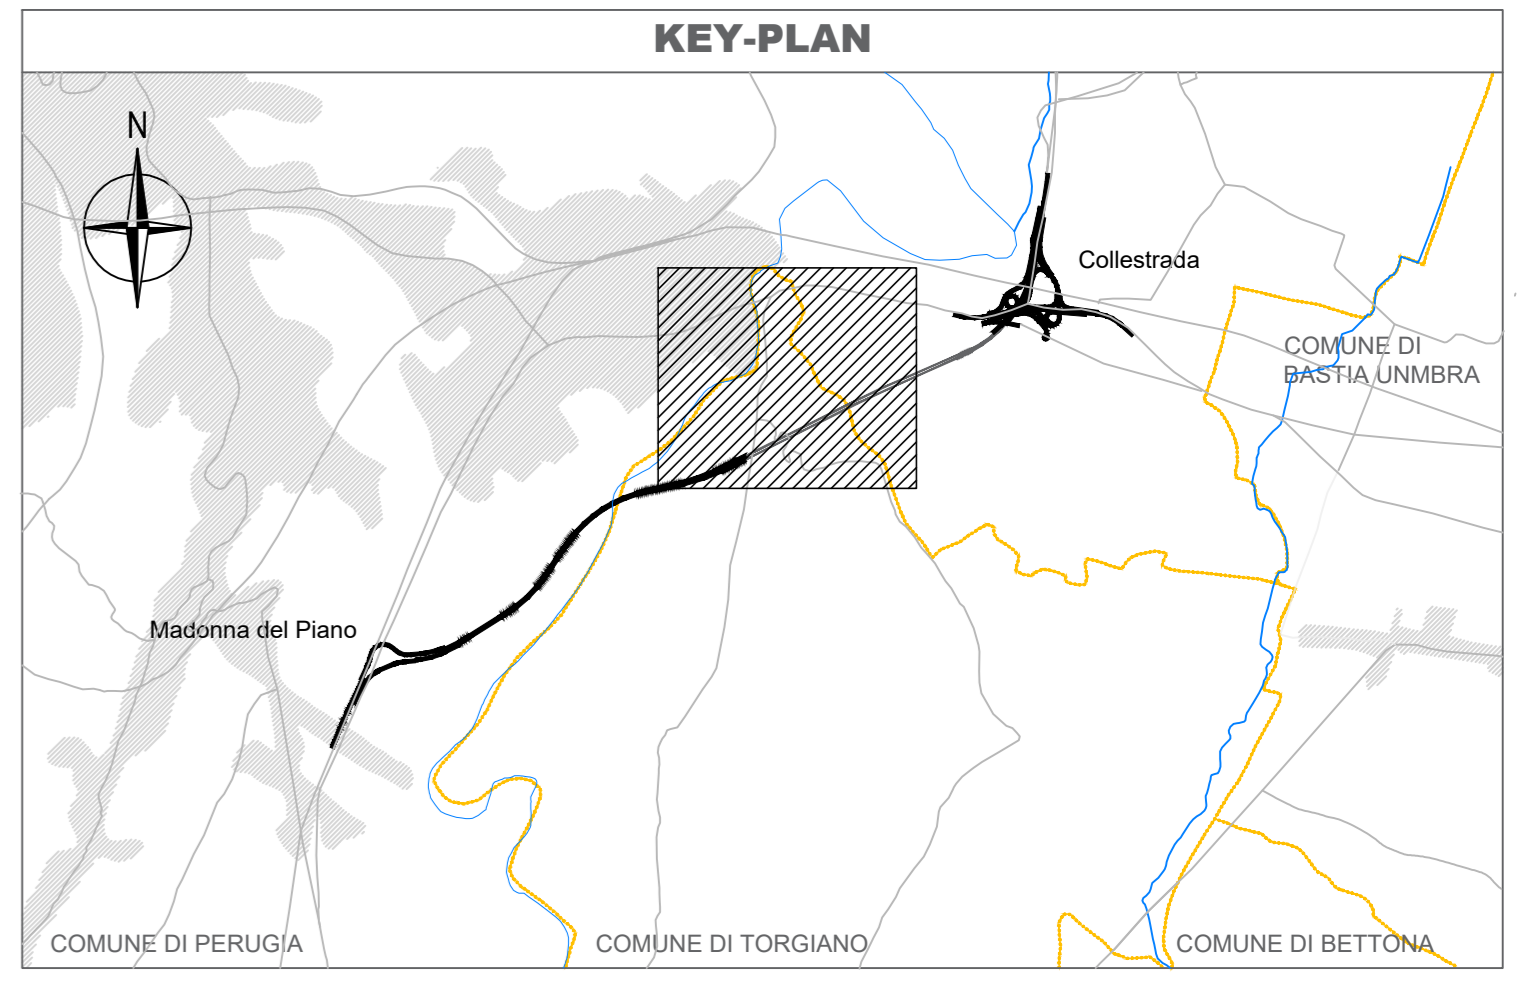 KEY-PLAN
N
Collestrada
COMUNE DI
BASTIA UNMBRA
Madonna del Piano
COMUNE DI PERUGIA
COMUNE DI TORGIANO
COMUNE DI BETTONA